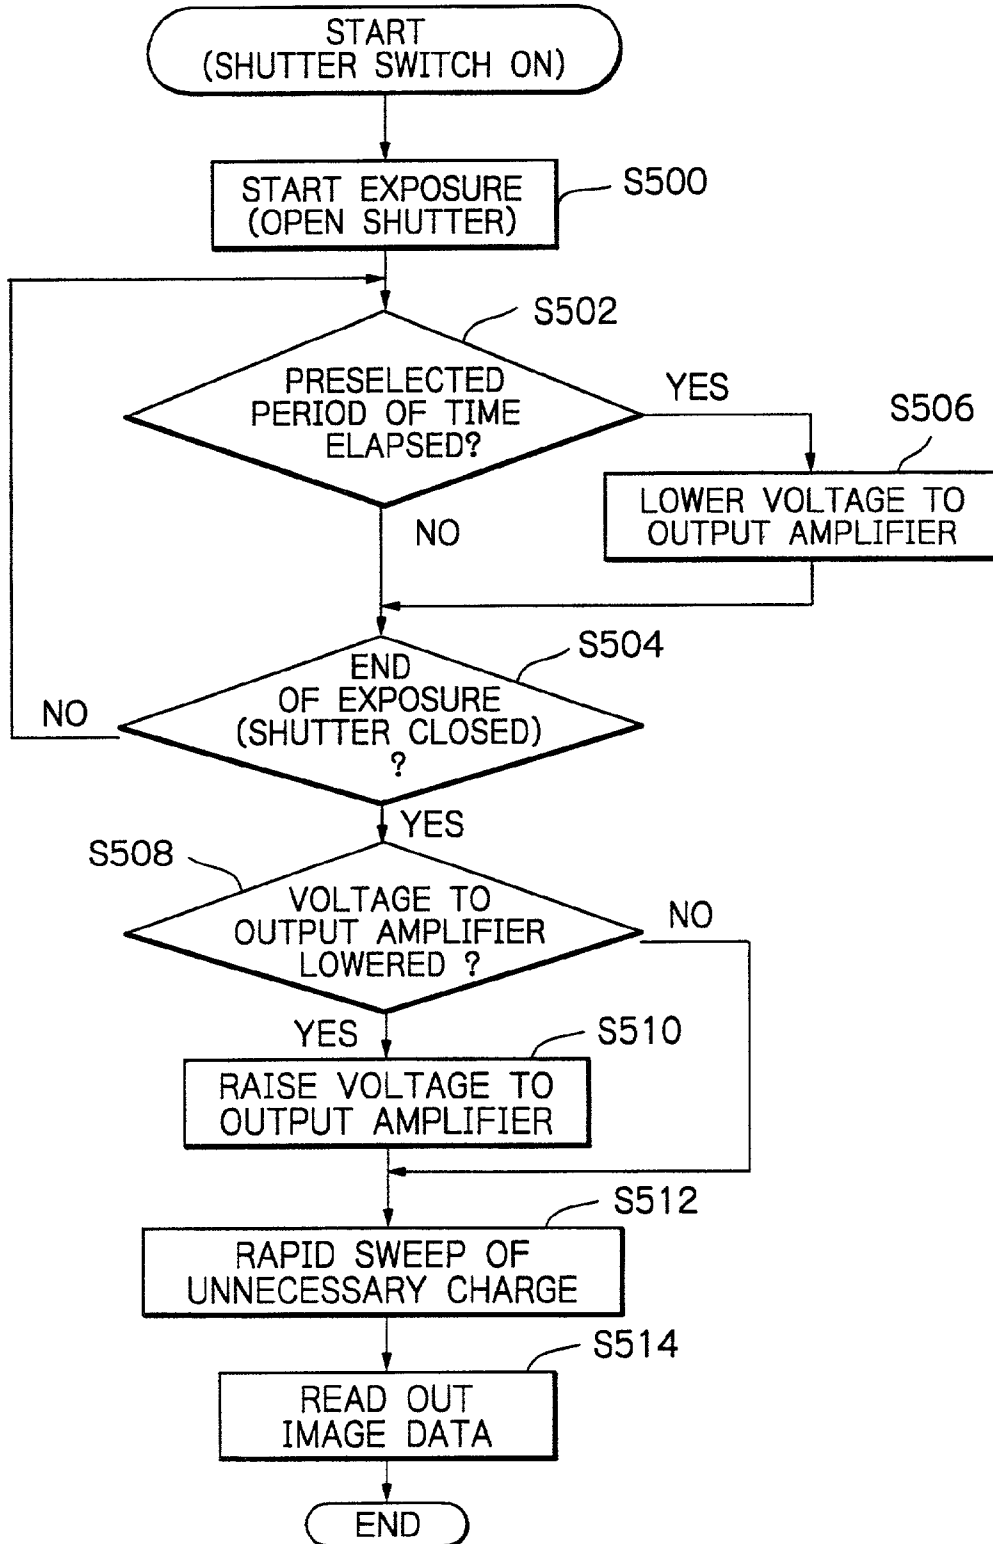 START
(SHUTTER SWITCH ON)
START EXPOSURE
(OPEN SHUTTER)
S500
S502
PRESELECTED
PERIOD OF TIME
ELAPSED?
YES
S506
LOWER VOLTAGE TO
OUTPUT AMPLIFIER
NO
S504
END
OF EXPOSURE
(SHUTTER CLOSED)
?
NO
YES
S508
VOLTAGE TO
OUTPUT AMPLIFIER
LOWERED ?
NO
YES
S510
RAISE VOLTAGE TO
OUTPUT AMPLIFIER
S512
RAPID SWEEP OF
UNNECESSARY CHARGE
S514
READ OUT
IMAGE DATA
END